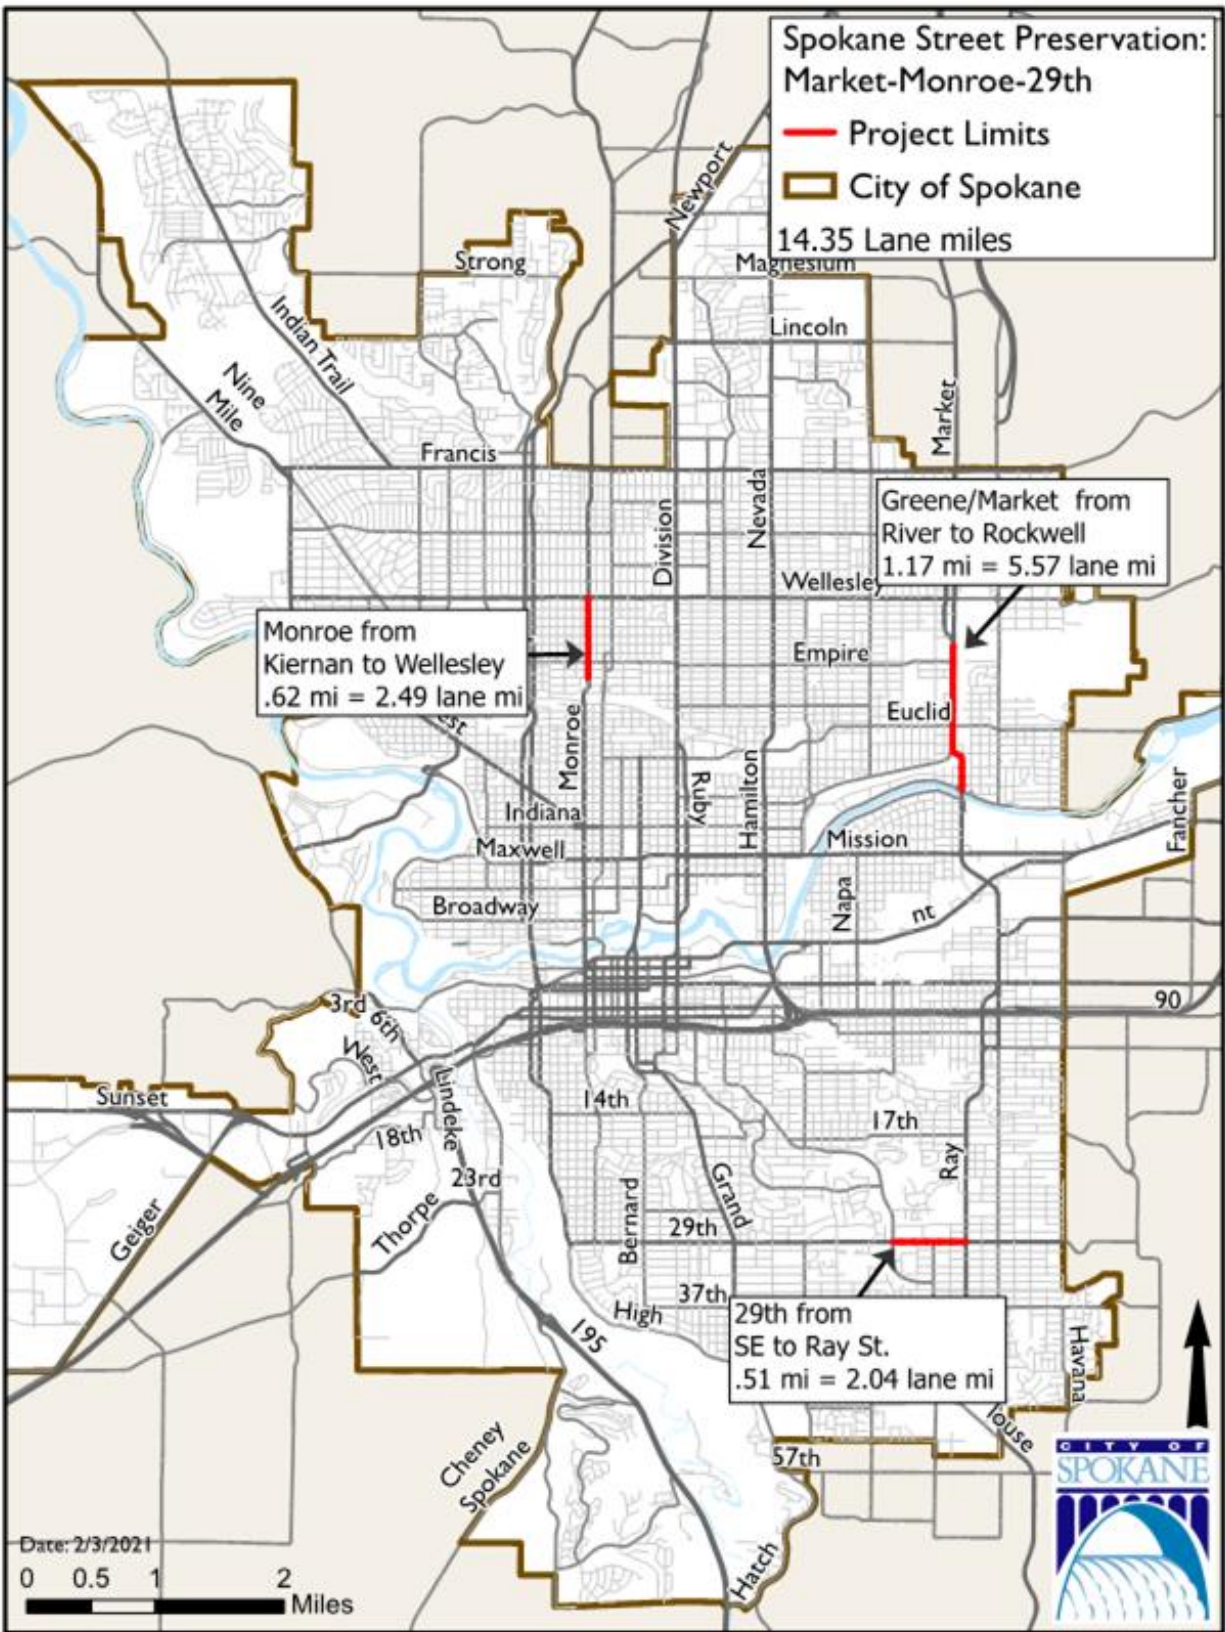 Spokane Street Preservation:
Market-Monroe-29th
Project Limits
City of Spokane
14.35 Lane miles
Newport
Strong
Magnesium
Lincoln
Indian Trail
Nine
Mile
Market
Francis
Nevada
Division
Greene/Market from
River to Rockwell
1.17 mi = 5.57 lane mi
Wellesley
Monroe from
Kiernan to Wellesley
.62 mi = 2.49 lane mi
Empire
Euclid
est
Monroe
Ruby
Hamilton
Fancher
Indiana
Mission
Maxwell
Napa
Broadway
nt
3rd
6th
90
West
Sunset
Lindeke
14th
17th
18th
Ray
23rd
Grand
Bernard
Geiger
Thorpe
29th
37th
High
195
29th from
SE to Ray St.
.51 mi = 2.04 lane mi
Havana
louse
Cheney
Spokane
57th
Hatch
CITY OF
SPOKANE
Date: 2/3/2021
0 0.5 1 2
Miles